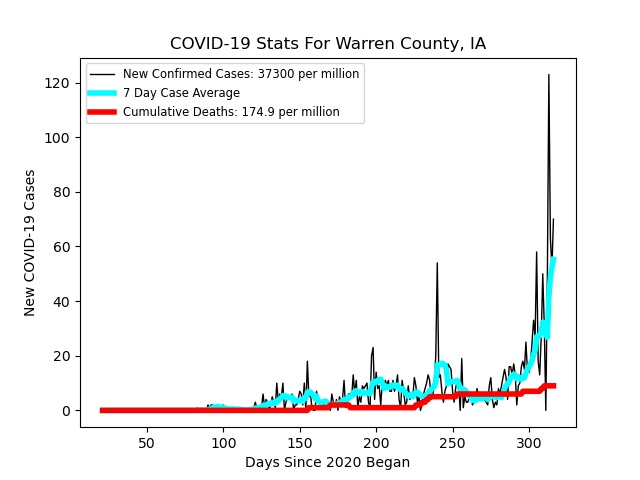 COVID-19 Stats For Warren County, IA
New Confirmed Cases: 37300 per million
7 Day Case Average
Cumulative Deaths: 174.9 per million
New COVID-19 Cases
120
100
80
60
40
20
0
50 100 150 200 250 300
Days Since 2020 Began